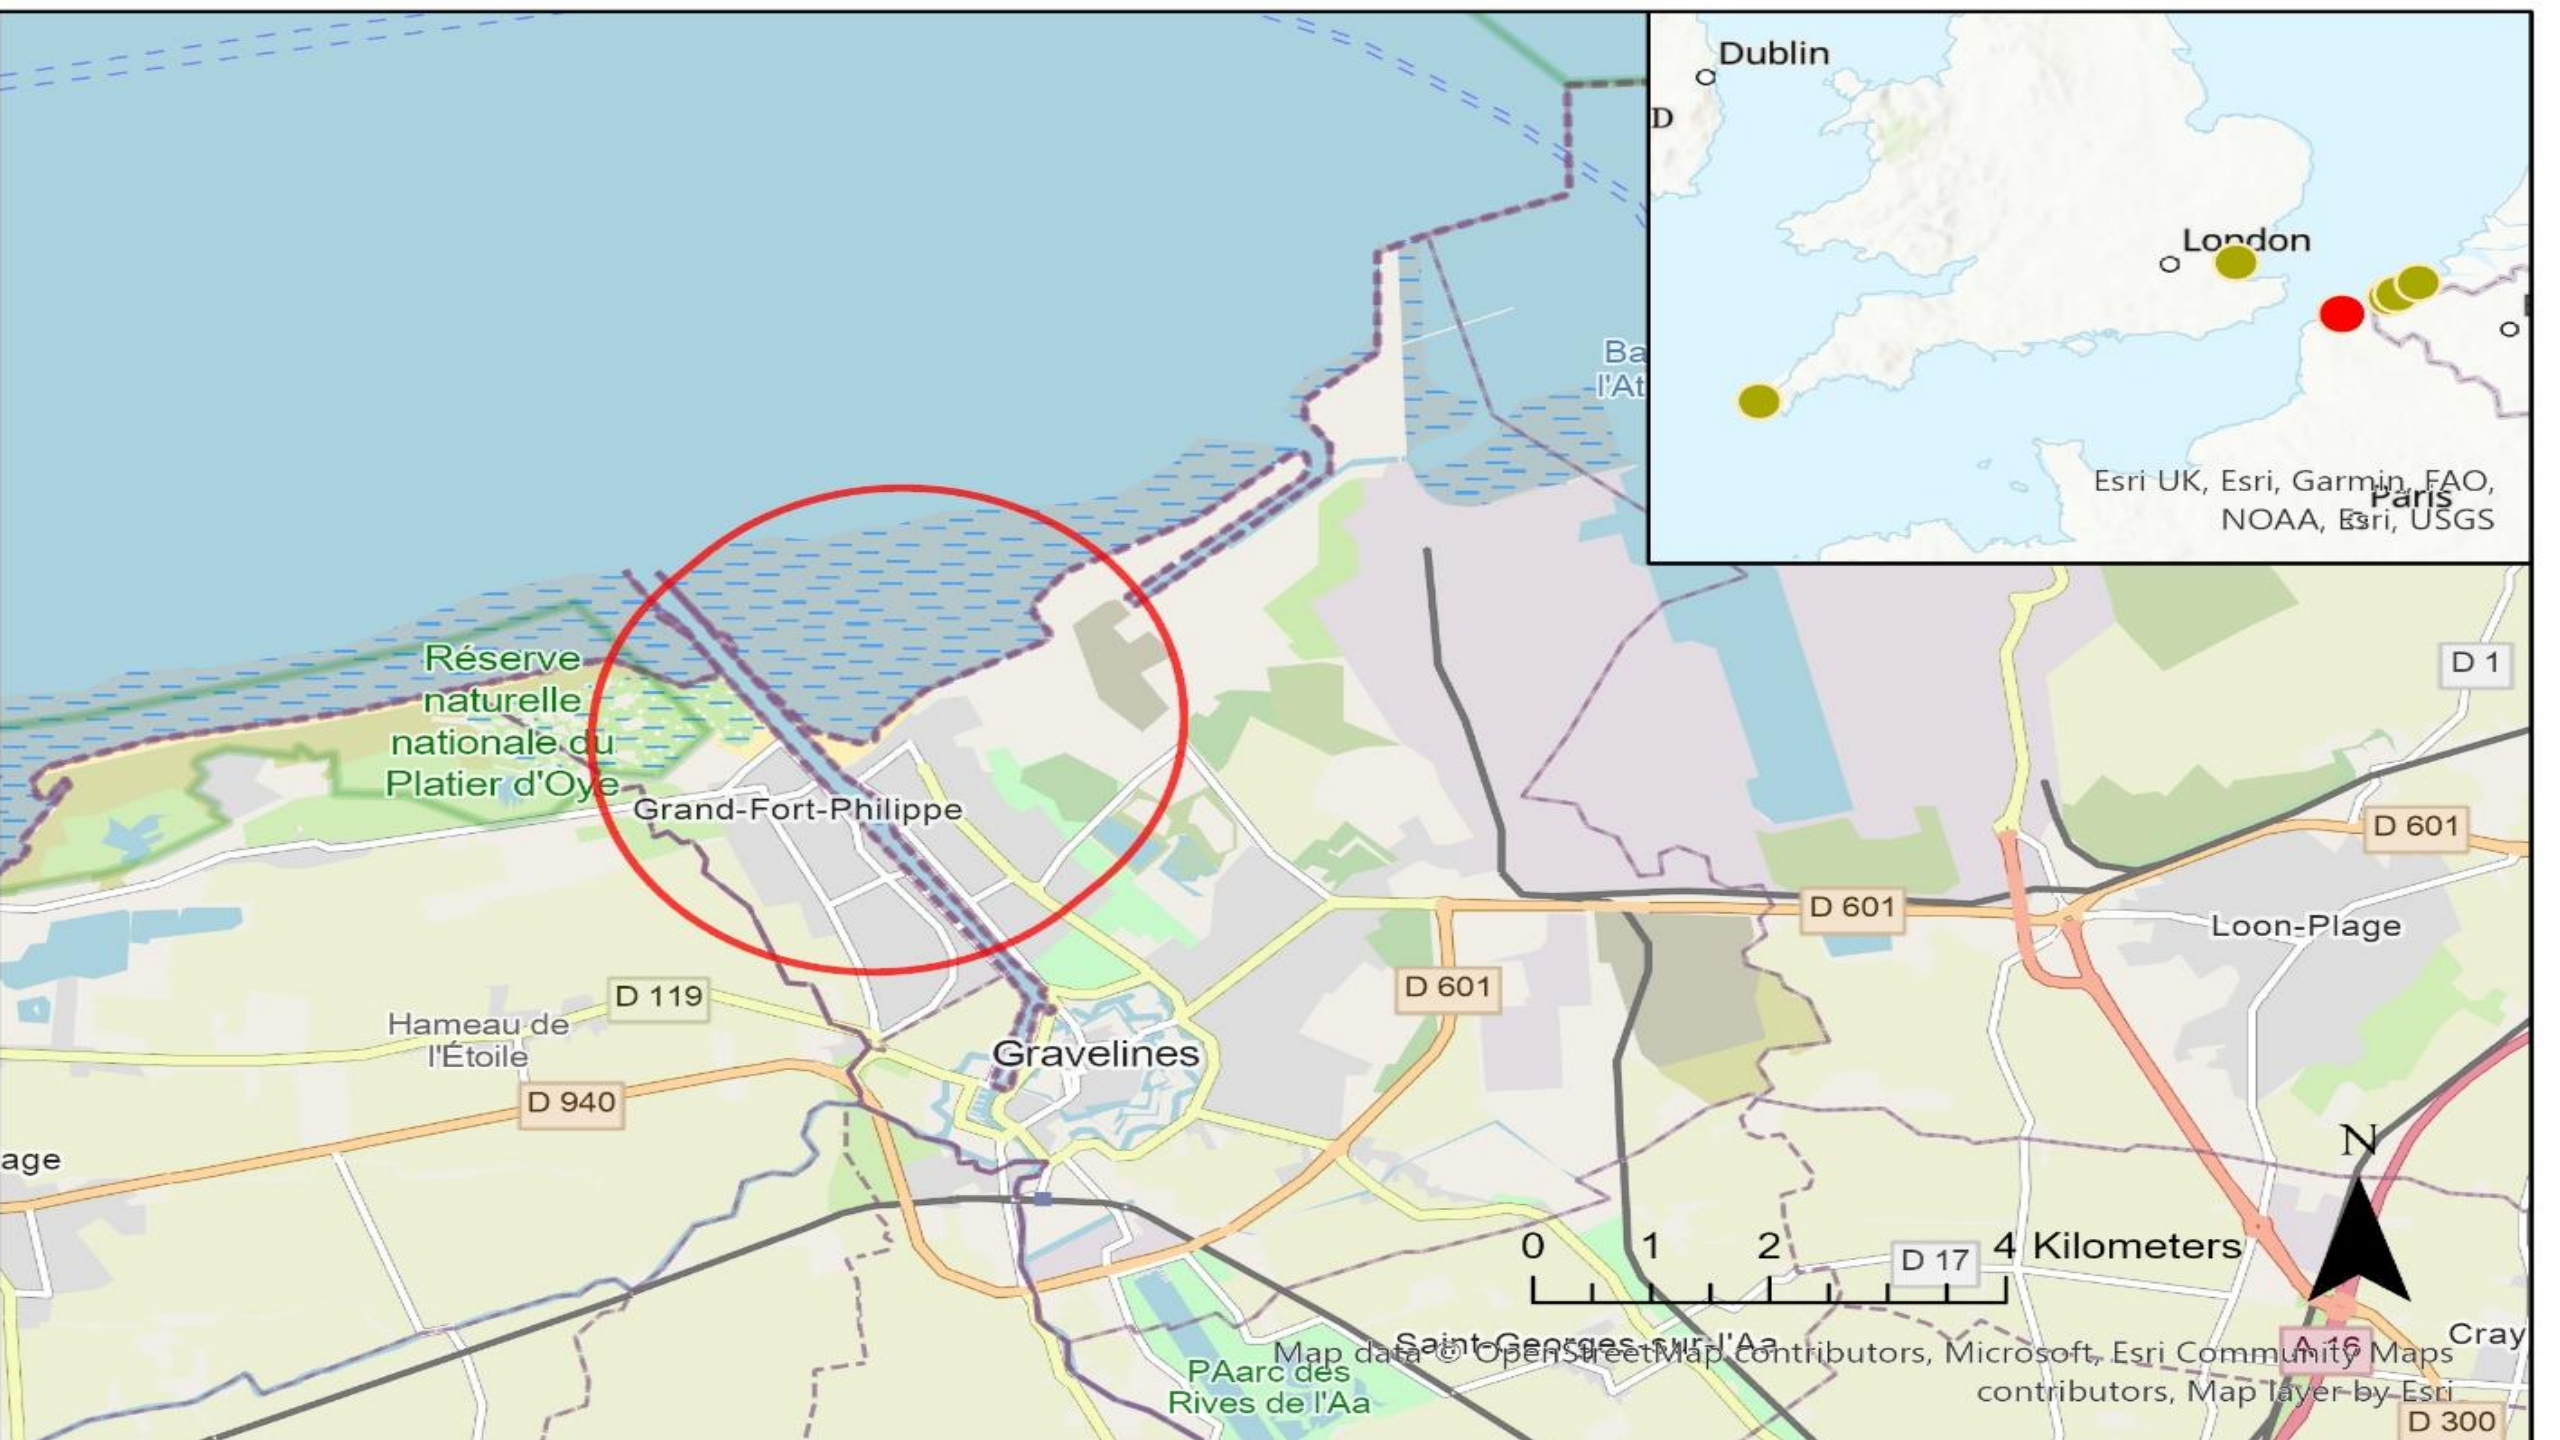 Dublin
D
London
Paris
Esri UK, Esri, Garmin, FAO,
NOAA, Esri, USGS
Ba
l'At
Réserve
naturelle
nationale du
Platier d'Oye
Grand-Fort-Philippe
D 1
D 601
D 601
Loon-Plage
D 119
D 601
Hameau de
l'Étoile
Gravelines
D 940
age
N
0 1 2 4 Kilometers
D 17
Saint-Georges-sur-l'Aa
Cray
A 16
Map data © OpenStreetMap contributors, Microsoft, Esri Community Maps
contributors, Map layer by Esri
PAarc des
Rives de l'Aa
D 300